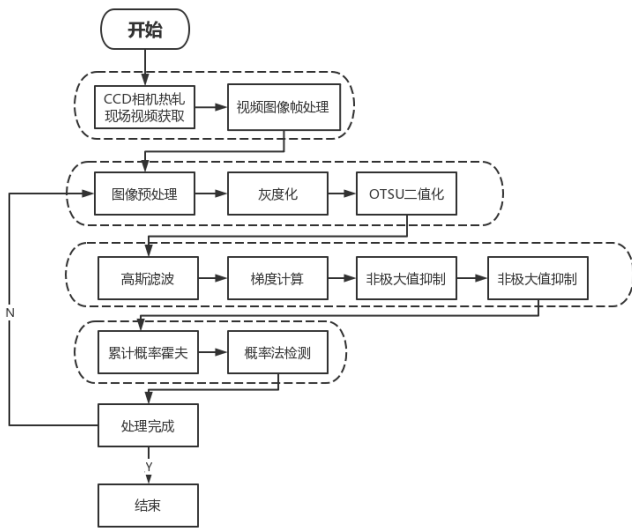 开始
CCD相机热轧
现场视频获取
视频图像帧处理
图像预处理
灰度化
OTSU二值化
高斯滤波
梯度计算
非极大值抑制
非极大值抑制
N
累计概率霍夫
概率法检测
处理完成
Y
结束